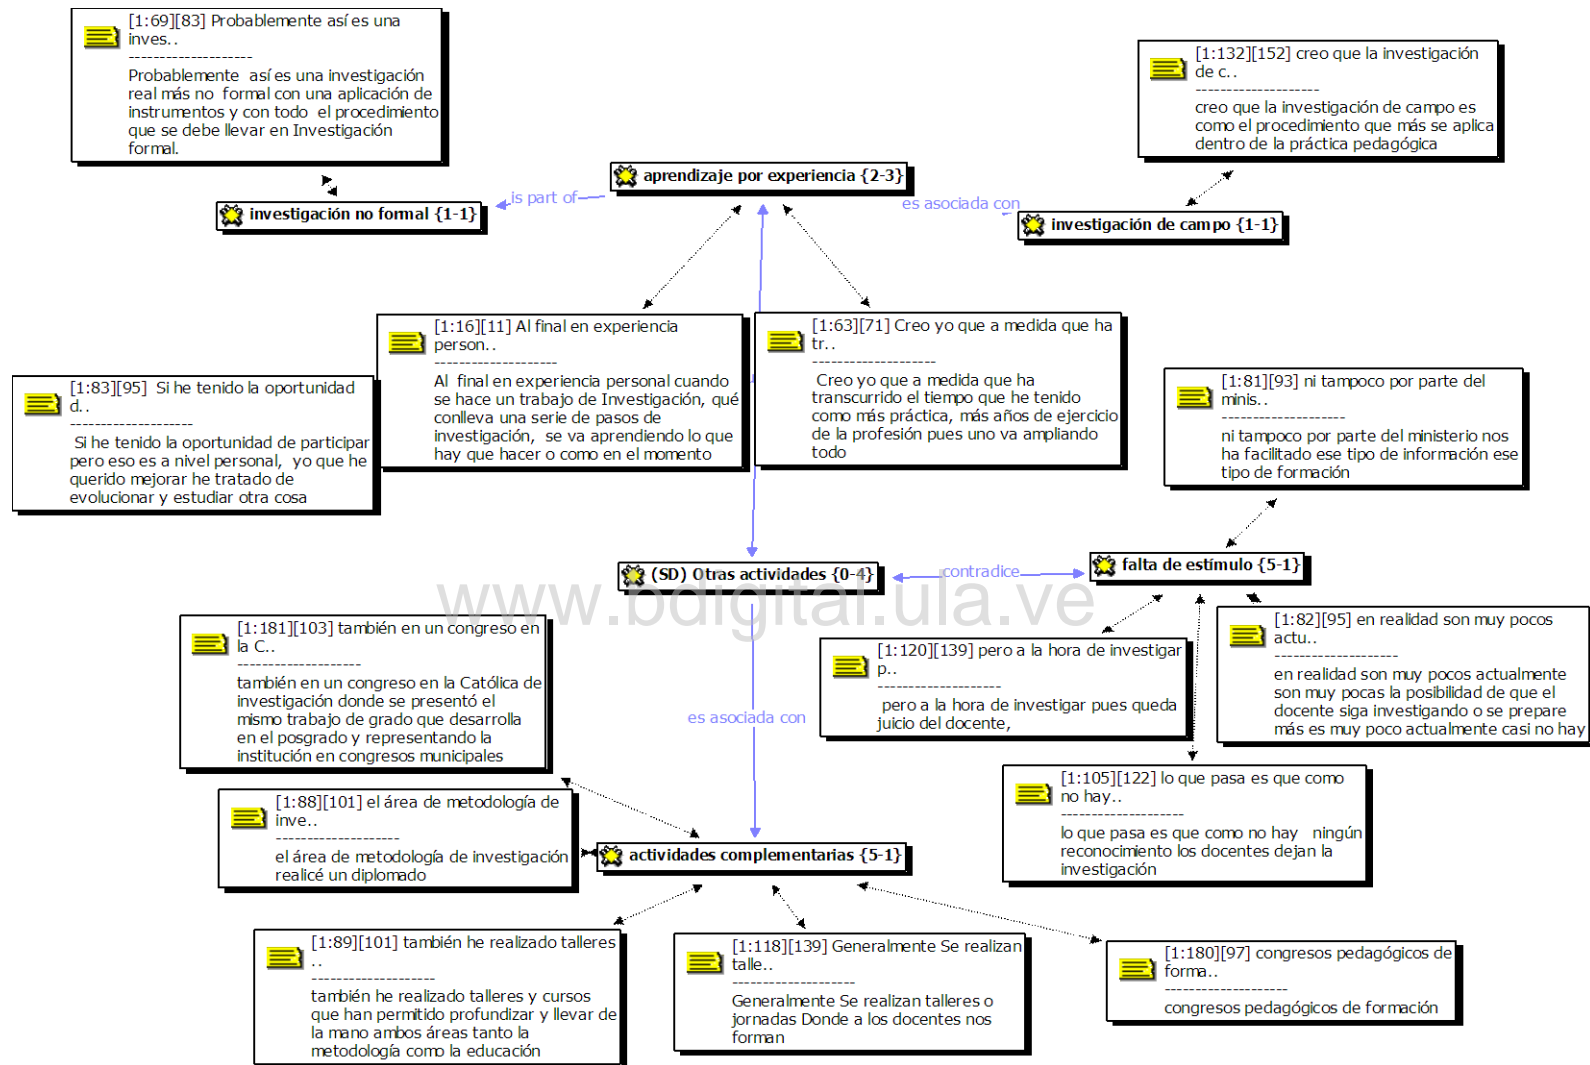 [1:69][83] Probablemente así es una
inves..
--------------------
Probablemente  así es una investigación
real más no  formal con una aplicación de
instrumentos y con todo  el procedimiento
que se debe llevar en Investigación
formal.
[1:132][152] creo que la investigación
de c..
--------------------
creo que la investigación de campo es
como el procedimiento que más se aplica
dentro de la práctica pedagógica
aprendizaje por experiencia {2-3}
is part of
es asociada con
investigación no formal {1-1}
investigación de campo {1-1}
[1:16][11] Al final en experiencia
person..
--------------------
Al  final en experiencia personal cuando
se hace un trabajo de Investigación, qué
conlleva una serie de pasos de
investigación,  se va aprendiendo lo que
hay que hacer o como en el momento
[1:63][71] Creo yo que a medida que ha
tr..
--------------------
Creo yo que a medida que ha
transcurrido el tiempo que he tenido
como más práctica, más años de ejercicio
de la profesión pues uno va ampliando
todo
[1:83][95]  Si he tenido la oportunidad
d..
--------------------
Si he tenido la oportunidad de participar
pero eso es a nivel personal,  yo que he
querido mejorar he tratado de
evolucionar y estudiar otra cosa
[1:81][93] ni tampoco por parte del
minis..
--------------------
ni tampoco por parte del ministerio nos
ha facilitado ese tipo de información ese
tipo de formación
(SD) Otras actividades {0-4}
contradice
falta de estímulo {5-1}
www.bdigital.ula.ve
[1:181][103] también en un congreso en
la C..
--------------------
también en un congreso en la Católica de
investigación donde se presentó el
mismo trabajo de grado que desarrolla
en el posgrado y representando la
institución en congresos municipales
[1:120][139] pero a la hora de investigar
p..
--------------------
pero a la hora de investigar pues queda
juicio del docente,
[1:82][95] en realidad son muy pocos
actu..
--------------------
en realidad son muy pocos actualmente
son muy pocas la posibilidad de que el
docente siga investigando o se prepare
más es muy poco actualmente casi no hay
es asociada con
[1:105][122] lo que pasa es que como
no hay..
--------------------
lo que pasa es que como no hay   ningún
reconocimiento los docentes dejan la
investigación
[1:88][101] el área de metodología de
inve..
--------------------
el área de metodología de investigación
realicé un diplomado
actividades complementarias {5-1}
[1:89][101] también he realizado talleres
..
--------------------
también he realizado talleres y cursos
que han permitido profundizar y llevar de
la mano ambos áreas tanto la
metodología como la educación
[1:118][139] Generalmente Se realizan
talle..
--------------------
Generalmente Se realizan talleres o
jornadas Donde a los docentes nos
forman
[1:180][97] congresos pedagógicos de
forma..
--------------------
congresos pedagógicos de formación